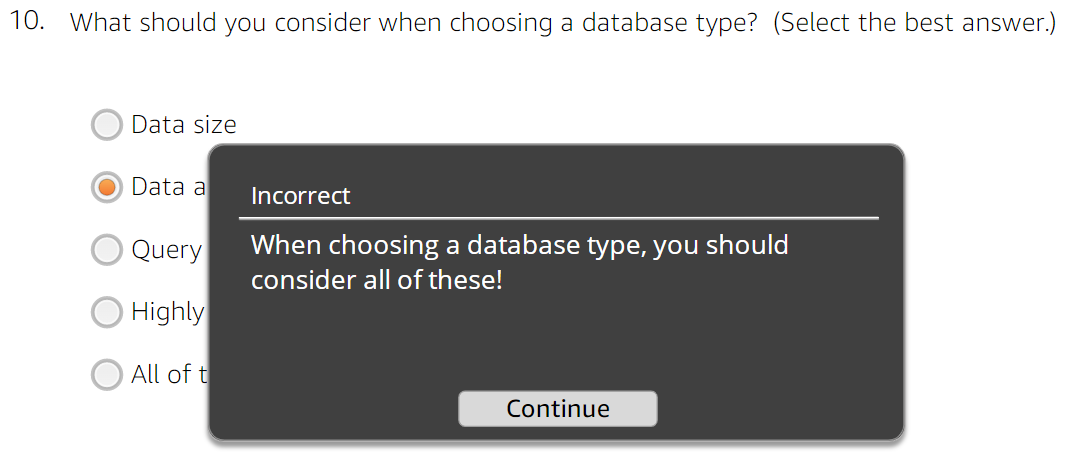 10. What should you consider when choosing a database type? (Select the best answer.)
Data size
Data a
Incorrect
Query
When choosing a database type, you should
consider all of these!
Highly
All of t
Continue